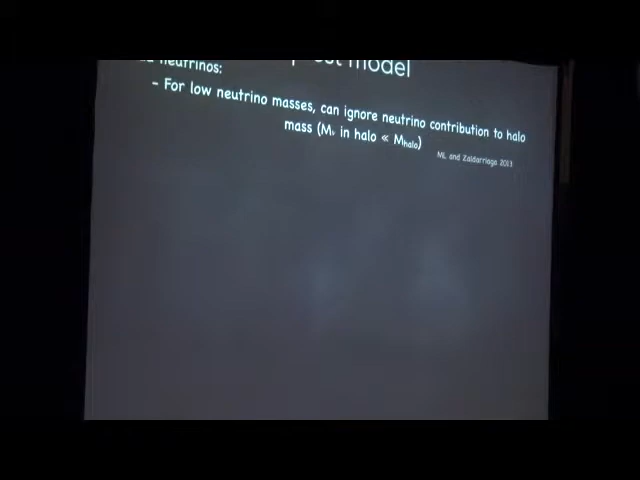 model
neutrinos:
– For low neutrino masses, can ignore neutrino contribution to halo
mass (Mν in halo « Mhalo)
ML and Zaldarriaga 2013